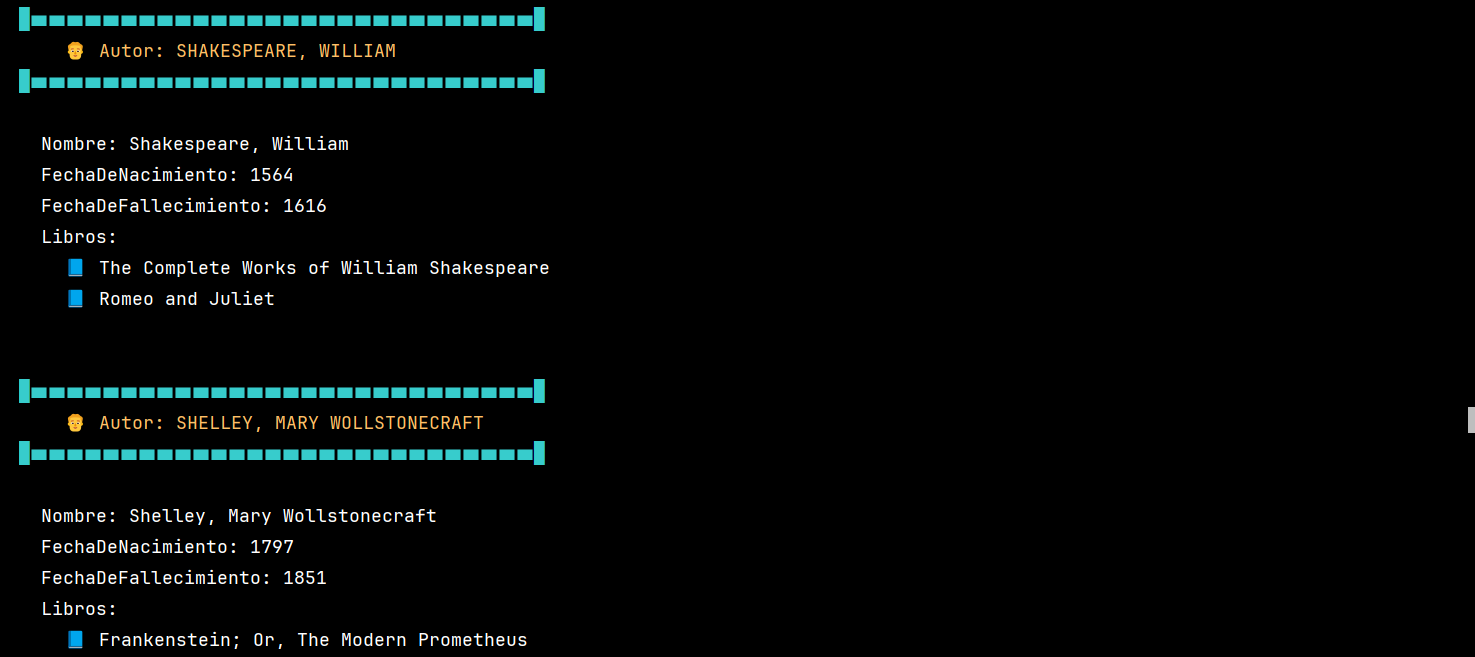 Autor: SHAKESPEARE, WILLIAM
Nombre: Shakespeare, William
FechaDeNacimiento: 1564
FechaDeFallecimiento: 1616
Libros:
The Complete Works of William Shakespeare
Romeo and Juliet
Autor: SHELLEY, MARY WOLLSTONECRAFT
Nombre: Shelley, Mary Wollstonecraft
FechaDeNacimiento: 1797
FechaDeFallecimiento: 1851
Libros:
Frankenstein; Or, The Modern Prometheus